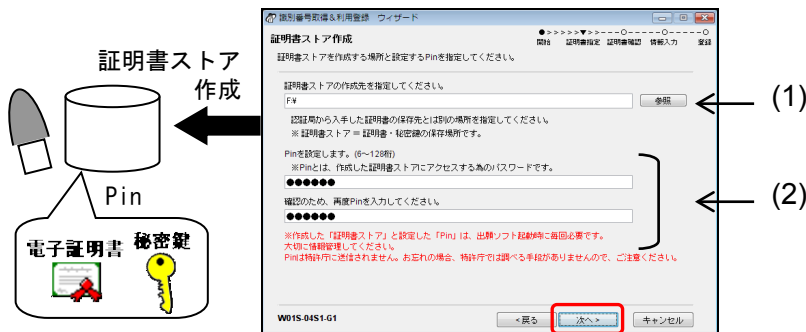 証明書ストア
作成
Pin
電子証明書
秘密鍵
識別番号取得&利用登録 ウィザード
証明書ストア作成
●>>>>>▼>>---○-----○-----○
開始 証明書指定 証明書確認 情報入力 登録
証明書ストアを作成する場所と設定するPinを指定してください。
証明書ストアの作成先を指定してください。
F:¥
参照
認証局から入手した証明書の保存先とは別の場所を指定してください。
※ 証明書ストア = 証明書・秘密鍵の保存場所です。
Pinを設定します。(6~128桁)
※Pinとは、作成した証明書ストアにアクセスする為のパスワードです。
●●●●●●
確認のため、再度Pinを入力してください。
●●●●●●
※作成した「証明書ストア」と設定した「Pin」は、出願ソフト起動時に毎回必要です。
大切に情報管理してください。
Pinは特許庁に送信されません。お忘れの場合、特許庁では調べる手段がありませんので、ご注意ください。
W01S-04S1-G1
<戻る
次へ >
キャンセル
(1)
(2)